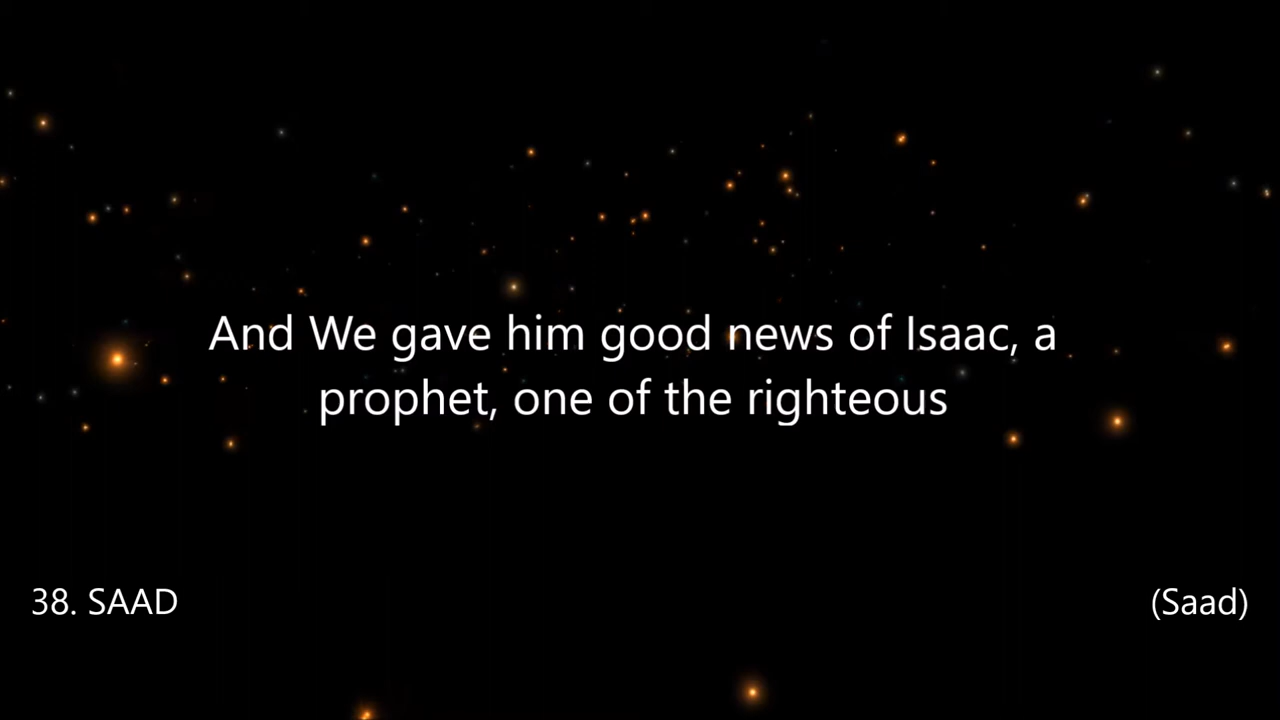 And We gave him good news of Isaac, a
prophet, one of the righteous
38. SAAD
(Saad)